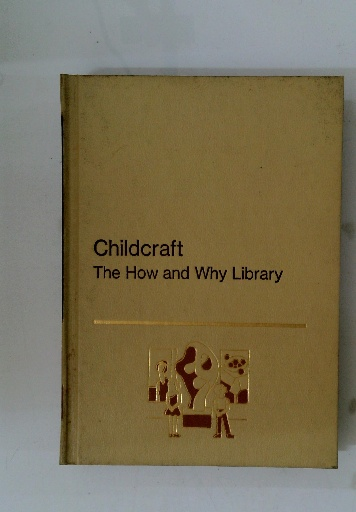 Childcraft
The How and Why Library